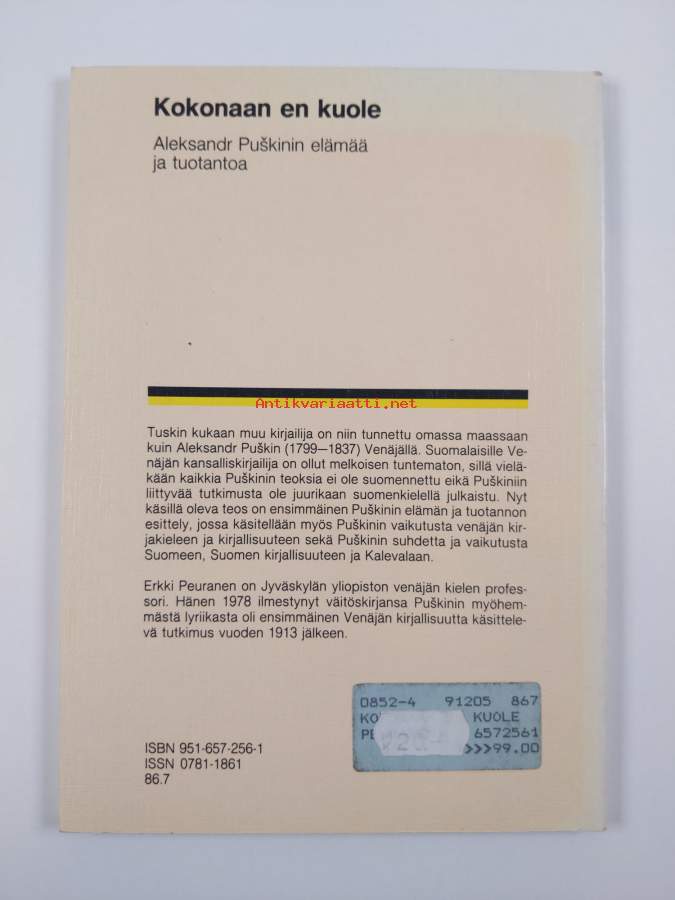 Kokonaan en kuole
Aleksandr Puškinin elämää
ja tuotantoa
Antikvariaatti.net
Tuskin kukaan muu kirjailija on niin tunnettu omassa maassaan
kuin Aleksandr Puškin (1799—1837) Venäjällä. Suomalaisille Ve-
näjän kansalliskirjailija on ollut melkoisen tuntematon, sillä vielä-
kään kaikkia Puškinin teoksia ei ole suomennettu eikä Puškiniin
liittyvää tutkimusta ole juurikaan suomenkielellä julkaistu. Nyt
käsillä oleva teos on ensimmäinen Puškinin elämän ja tuotannon
esittely, jossa käsitellään myös Puškinin vaikutusta venäjän kir-
jakieleen ja kirjallisuuteen sekä Puškinin suhdetta ja vaikutusta
Suomeen, Suomen kirjallisuuteen ja Kalevalaan.
Erkki Peuranen on Jyväskylän yliopiston venäjän kielen profes-
sori. Hänen 1978 ilmestynyt väitöskirjansa Puškinin myöhem-
mästä lyriikasta oli ensimmäinen Venäjän kirjallisuutta käsittele-
vä tutkimus vuoden 1913 jälkeen.
0852-4 91205 867
KO KUOLE
PE 6572561
>>>99.00
ISBN 951-657-256-1
ISSN 0781-1861
86.7